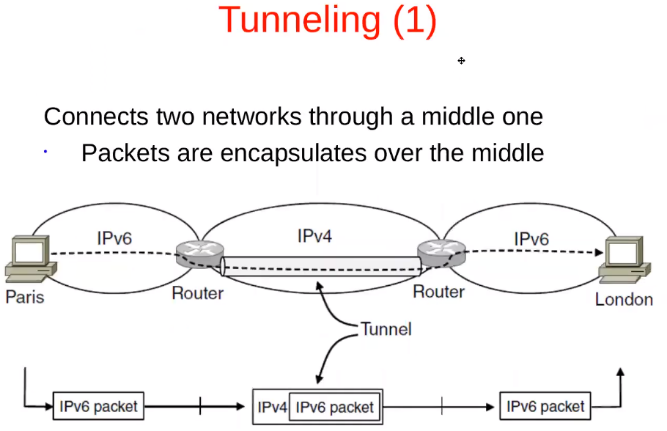 Tunneling (1)
Connects two networks through a middle one
Packets are encapsulates over the middle
IPv6
IPv4
IPv6
Paris
Router
Router
London
Tunnel
IPv6 packet
IPv4 IPv6 packet
IPv6 packet